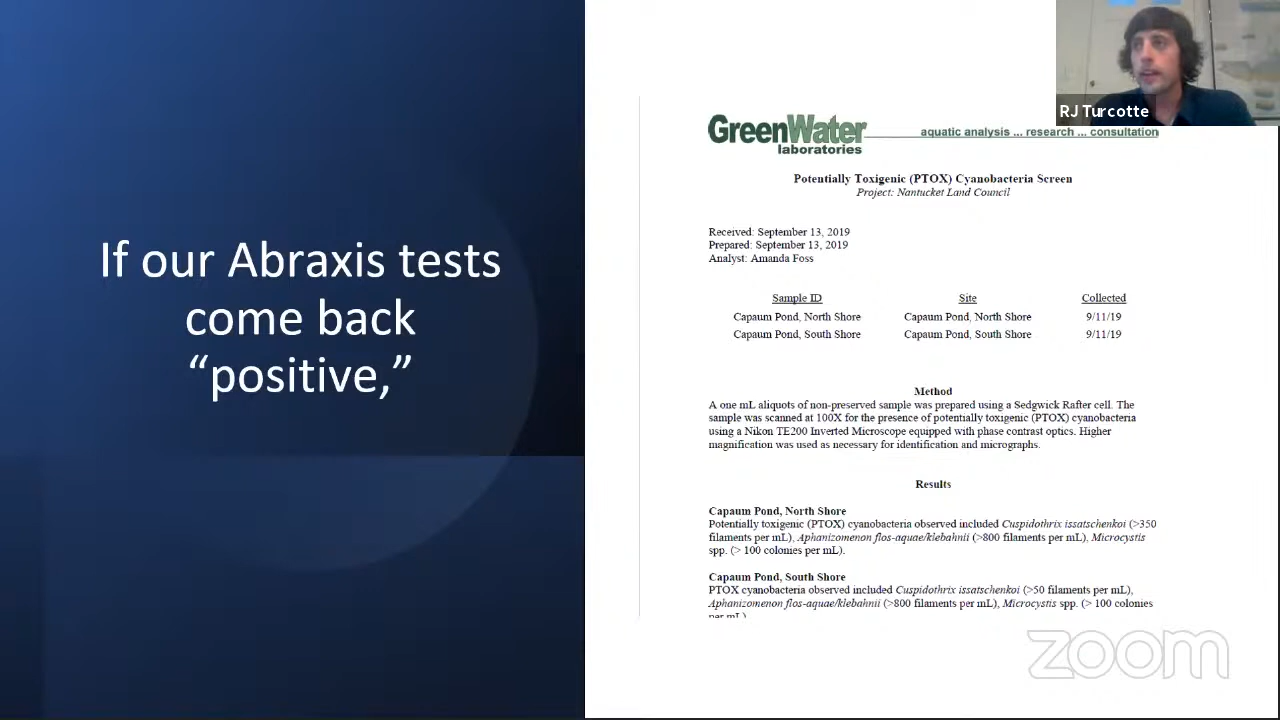 If our Abraxis tests
come back
“positive,”
RJ Turcotte
GreenWater
laboratories
aquatic analysis ... research ... consultation
Potentially Toxigenic (PTOX) Cyanobacteria Screen
Project: Nantucket Land Council
Received: September 13, 2019
Prepared: September 13, 2019
Analyst: Amanda Foss
Sample ID Site Collected
Capaum Pond, North Shore Capaum Pond, North Shore 9/11/19
Capaum Pond, South Shore Capaum Pond, South Shore 9/11/19
Method
A one mL aliquots of non-preserved sample was prepared using a Sedgwick Rafter cell. The
sample was scanned at 100X for the presence of potentially toxigenic (PTOX) cyanobacteria
using a Nikon TE200 Inverted Microscope equipped with phase contrast optics. Higher
magnification was used as necessary for identification and micrographs.
Results
Capaum Pond, North Shore
Potentially toxigenic (PTOX) cyanobacteria observed included Cuspidothrix issatschenkoi (>350
filaments per mL), Aphanizomenon flos-aquae/klebahnii (>800 filaments per mL), Microcystis
spp. (> 100 colonies per mL).
Capaum Pond, South Shore
PTOX cyanobacteria observed included Cuspidothrix issatschenkoi (>50 filaments per mL),
Aphanizomenon flos-aquae/klebahnii (>800 filaments per mL), Microcystis spp. (> 100 colonies
per mL)
zoom